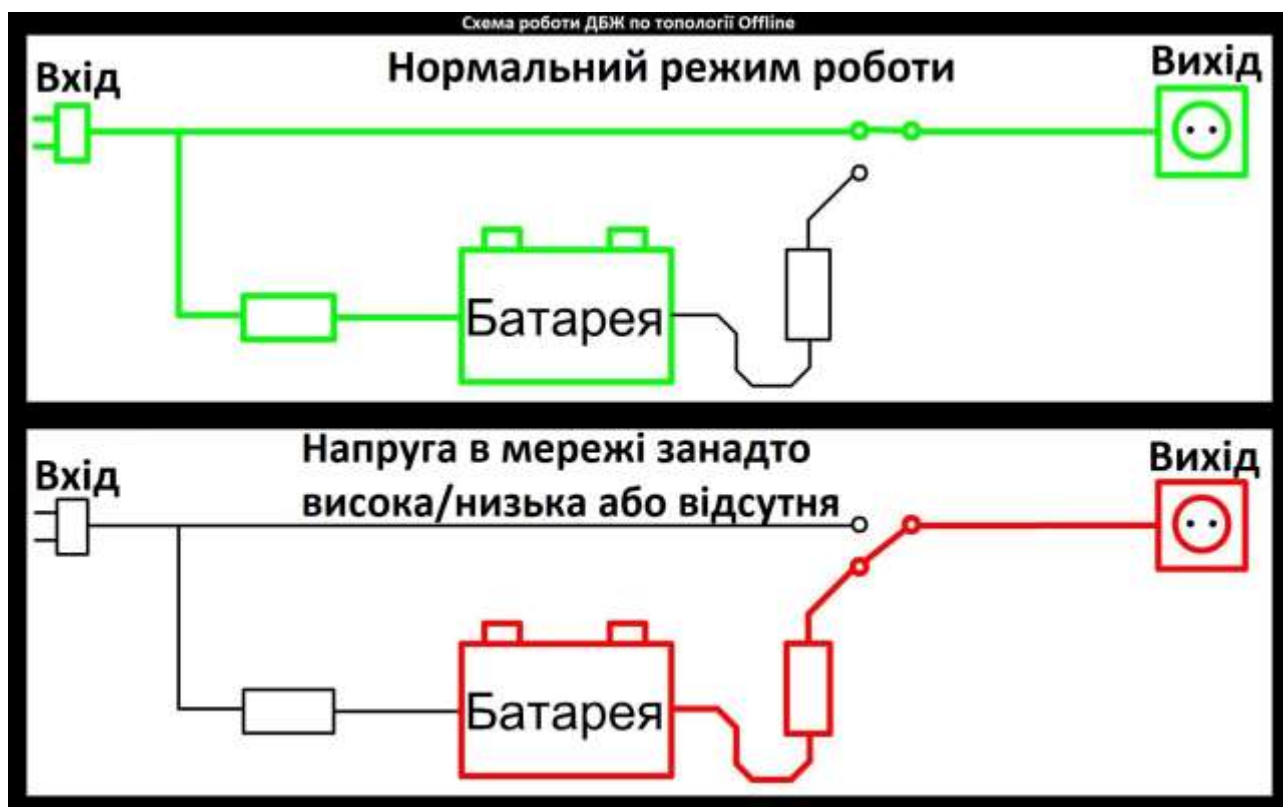 Схема роботи ДБЖ по топології Offline
Нормальний режим роботи
Вхід
Вихід
Батарея
Напруга в мережі занадто
висока/низька або відсутня
Вхід
Вихід
Батарея